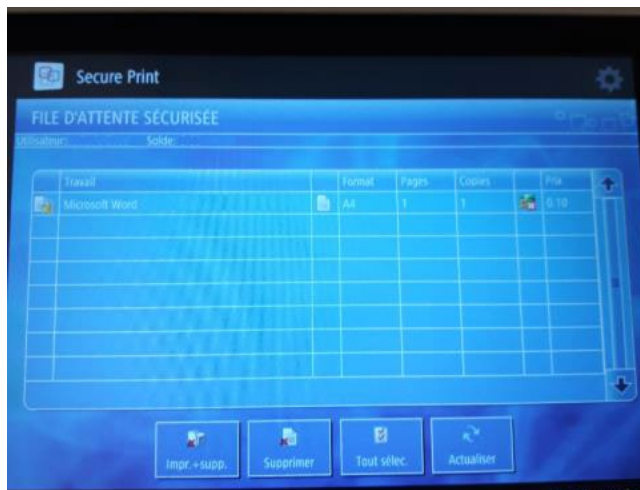 Secure Print
FILE D'ATTENTE SÉCURISÉE
Utilisateur: Solde:
Travail Format Pages Copies Prix
Microsoft Word A4 1 1 0.10
Impr.+supp. Supprimer Tout sélec. Actualiser